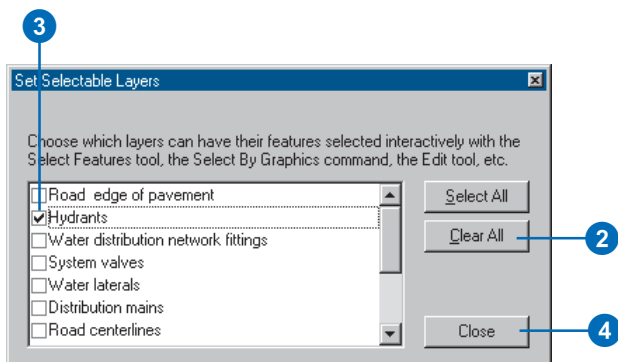 3
Set Selectable Layers
Choose which layers can have their features selected interactively with the
Select Features tool, the Select By Graphics command, the Edit tool, etc.
Road edge of pavement
Hydrants
Water distribution network fittings
System valves
Water laterals
Distribution mains
Road centerlines
Select All
Clear All
2
Close
4